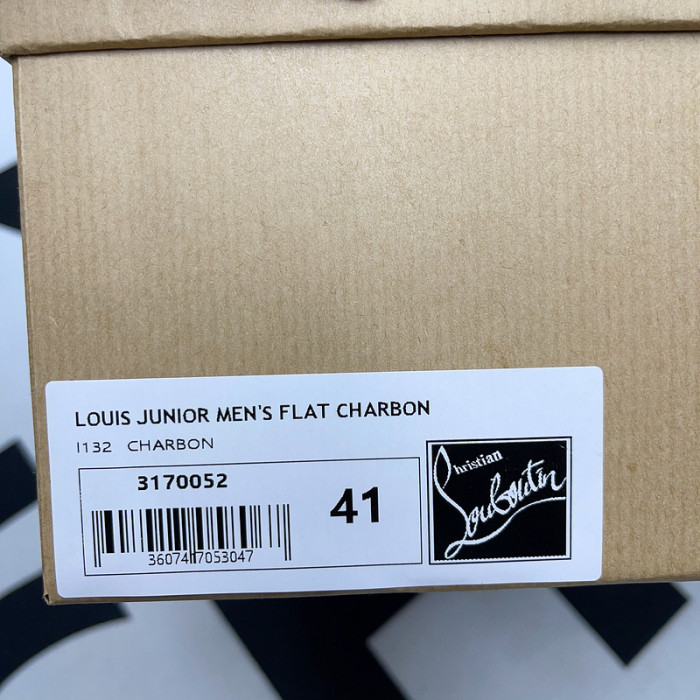 LOUIS JUNIOR MEN'S FLAT CHARBON
I132 CHARBON
3170052
41
3607417053047
Christian
Louboutin